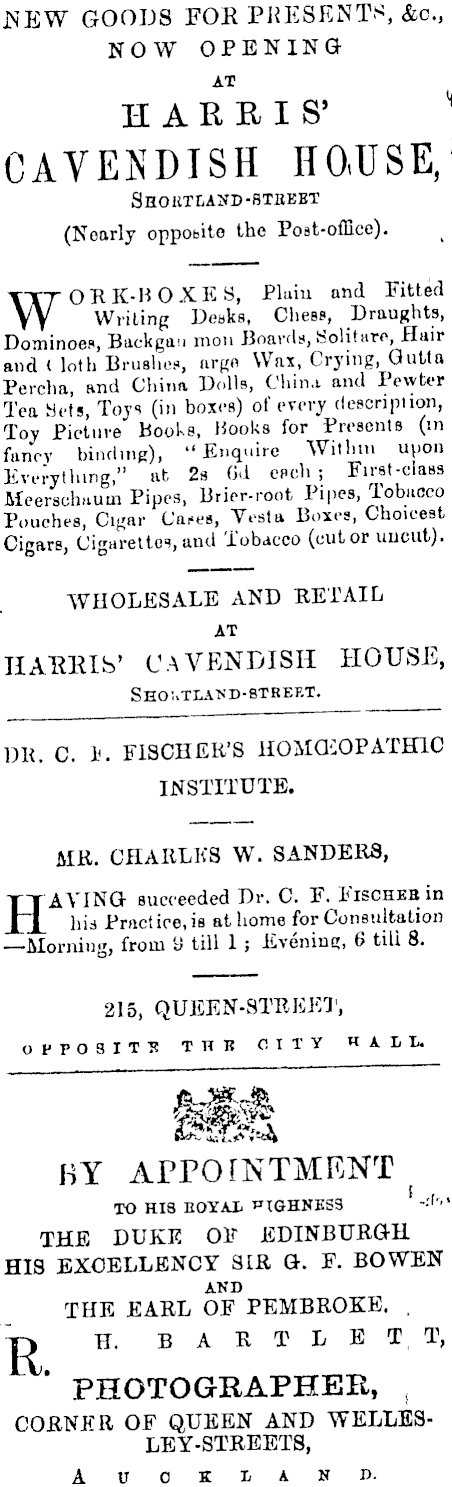 NEW GOODS FOR PRESENTS, &c.,
NOW OPENING
AT
HARRIS'
CAVENDISH HOUSE,
SHORTLAND-STREET
(Nearly opposite the Post-office).
WORK-BOXES, Plain and Fitted
Writing Desks, Chess, Draughts,
Dominoes, Backgammon Boards, Solitare, Hair
and Cloth Brushes, arge Wax, Crying, Gutta
Percha, and China Dolls, China and Pewter
Tea Sets, Toys (in boxes) of every description,
Toy Picture Books, Books for Presents (in
fancy binding), "Enquire Within upon
Everything," at 2s 6d each; First-class
Meerschaum Pipes, Brier-root Pipes, Tobacco
Pouches, Cigar Cases, Vesta Boxes, Choicest
Cigars, Cigarettes, and Tobacco (cut or uncut).
WHOLESALE AND RETAIL
AT
HARRIS' CAVENDISH HOUSE,
SHORTLAND-STREET.
DR. C. F. FISCHER'S HOMŒOPATHIC
INSTITUTE.
MR. CHARLES W. SANDERS,
HAVING succeeded Dr. C. F. FISCHER in
his Practice, is at home for Consultation
—Morning, from 9 till 1; Evéning, 6 till 8.
215, QUEEN-STREET,
OPPOSITE THE CITY HALL.
BY APPOINTMENT
TO HIS ROYAL HIGHNESS
THE DUKE OF EDINBURGH
HIS EXCELLENCY SIR G. F. BOWEN
AND
THE EARL OF PEMBROKE.
R. H. BARTLETT,
PHOTOGRAPHER,
CORNER OF QUEEN AND WELLES-
LEY-STREETS,
AUCKLAND.